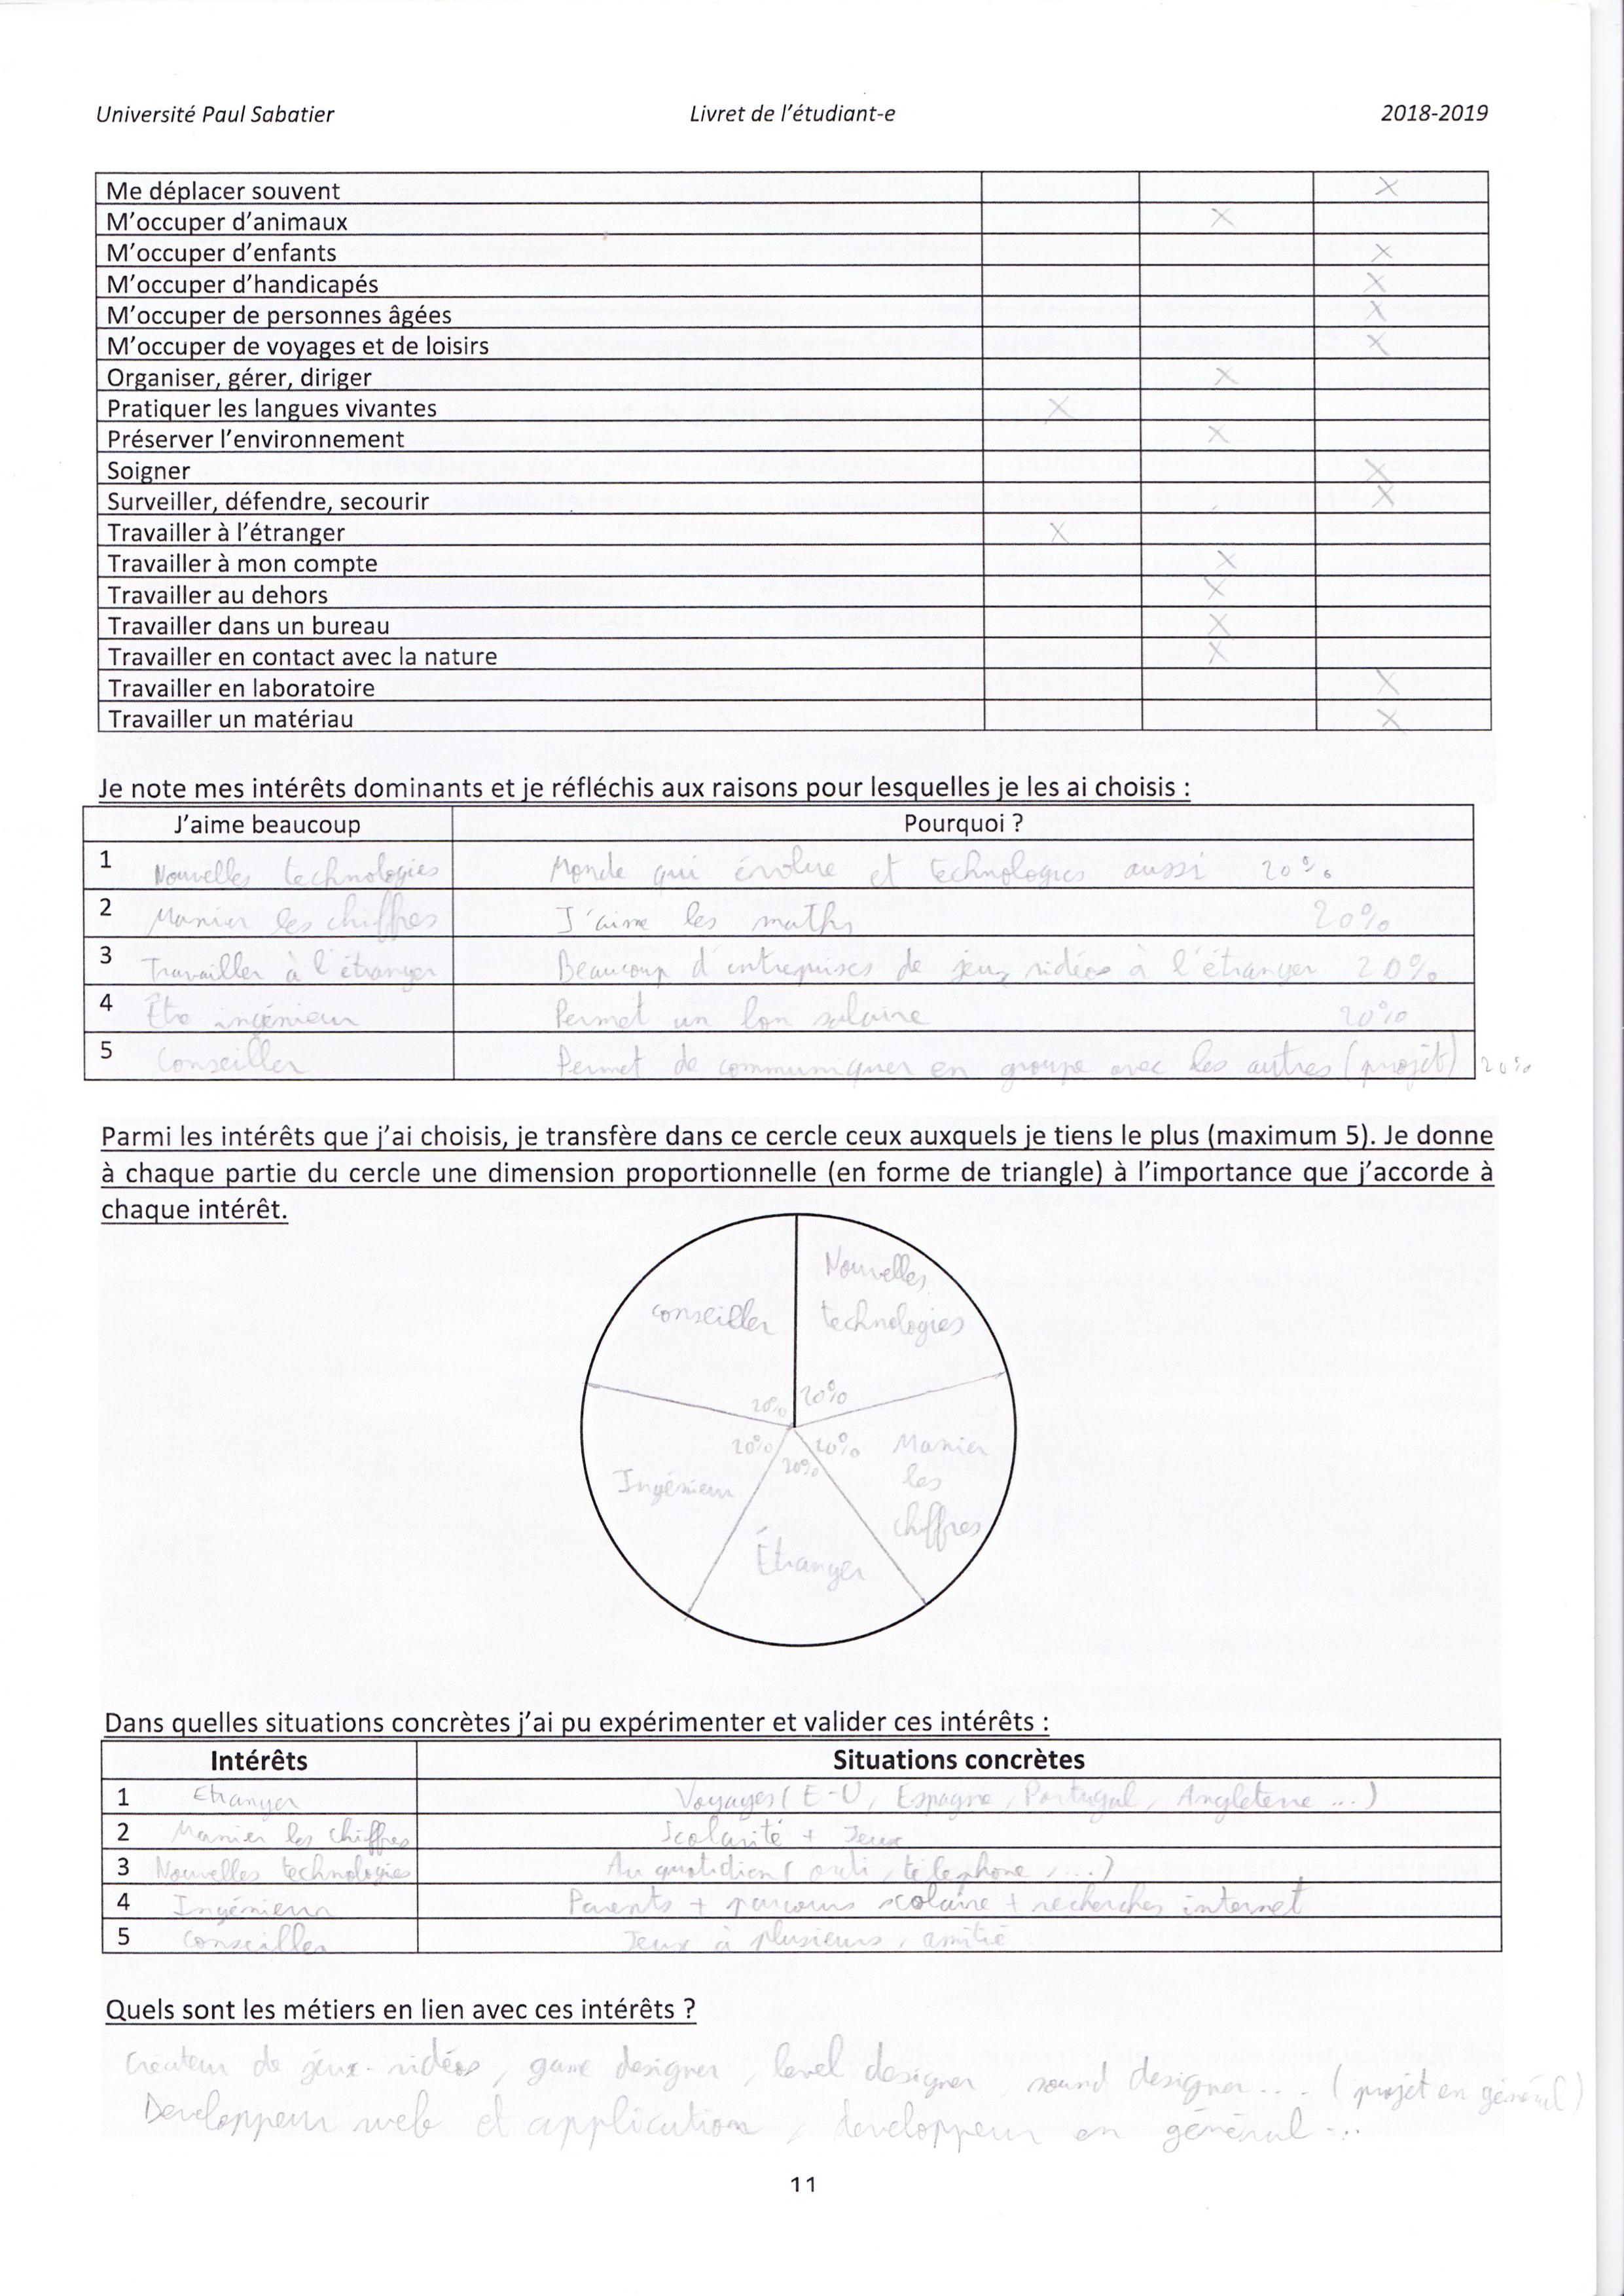 Université Paul Sabatier Livret de l'étudiant-e 2018-2019
Me déplacer souvent X
M'occuper d'animaux X
M'occuper d'enfants X
M'occuper d'handicapés X
M'occuper de personnes âgées X
M'occuper de voyages et de loisirs X
Organiser, gérer, diriger X
Pratiquer les langues vivantes X
Préserver l'environnement X
Soigner X
Surveiller, défendre, secourir X
Travailler à l'étranger X
Travailler à mon compte X
Travailler au dehors X
Travailler dans un bureau X
Travailler en contact avec la nature X
Travailler en laboratoire X
Travailler un matériau X
Je note mes intérêts dominants et je réfléchis aux raisons pour lesquelles je les ai choisis :
J'aime beaucoup Pourquoi ?
1 Nouvelles technologies Monde qui évolue et technologies aussi 20%
2 Manier les chiffres J'aime les maths 20%
3 Travailler à l'étranger Beaucoup d'entreprises de jeux vidéos à l'étranger 20%
4 Être ingénieur Permet un bon salaire 20%
5 Conseiller Permet de communiquer en groupe avec les autres (projet) 20%
Parmi les intérêts que j'ai choisis, je transfère dans ce cercle ceux auxquels je tiens le plus (maximum 5). Je donne
à chaque partie du cercle une dimension proportionnelle (en forme de triangle) à l'importance que j'accorde à
chaque intérêt.
Nouvelles
technologies
20%
conseiller
20%
Manier
les
chiffres
20%
Ingénieur
20%
Étranger
20%
Dans quelles situations concrètes j'ai pu expérimenter et valider ces intérêts :
Intérêts Situations concrètes
1 Etranger Voyages ( E-U, Espagne, Portugal, Angleterre ... )
2 Manier les chiffres Scolarité + Jeux
3 Nouvelles technologies Au quotidien ( ordi, téléphone, ... )
4 Ingénieur Parents + parcours scolaire + recherches internet
5 conseiller Jeux à plusieurs, amitié
Quels sont les métiers en lien avec ces intérêts ?
Créateur de jeux-vidéos, game designer, level designer, sound designer... (projet en général)
Developpeur web et application, developpeur en général...
11